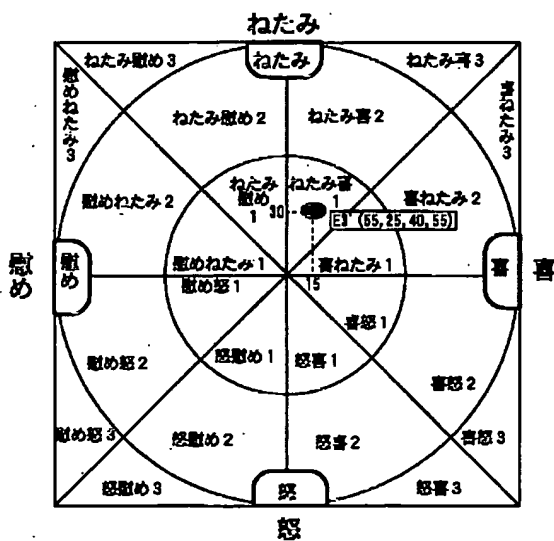 ねたみ
ねたみ慰め3
ねたみ
ねたみ喜3
慰めねたみ3
喜ねたみ3
ねたみ慰め2
ねたみ喜2
慰めねたみ2
喜ねたみ2
ねたみ慰め1
ねたみ喜1
30
E3' (55,25,40,55)
慰め
慰め
慰めねたみ1
喜ねたみ1
喜
喜
慰め怒1
15
喜怒1
怒慰め1
怒喜1
慰め怒2
喜怒2
慰め怒3
怒慰め2
怒喜2
喜怒3
怒慰め3
怒
怒喜3
怒